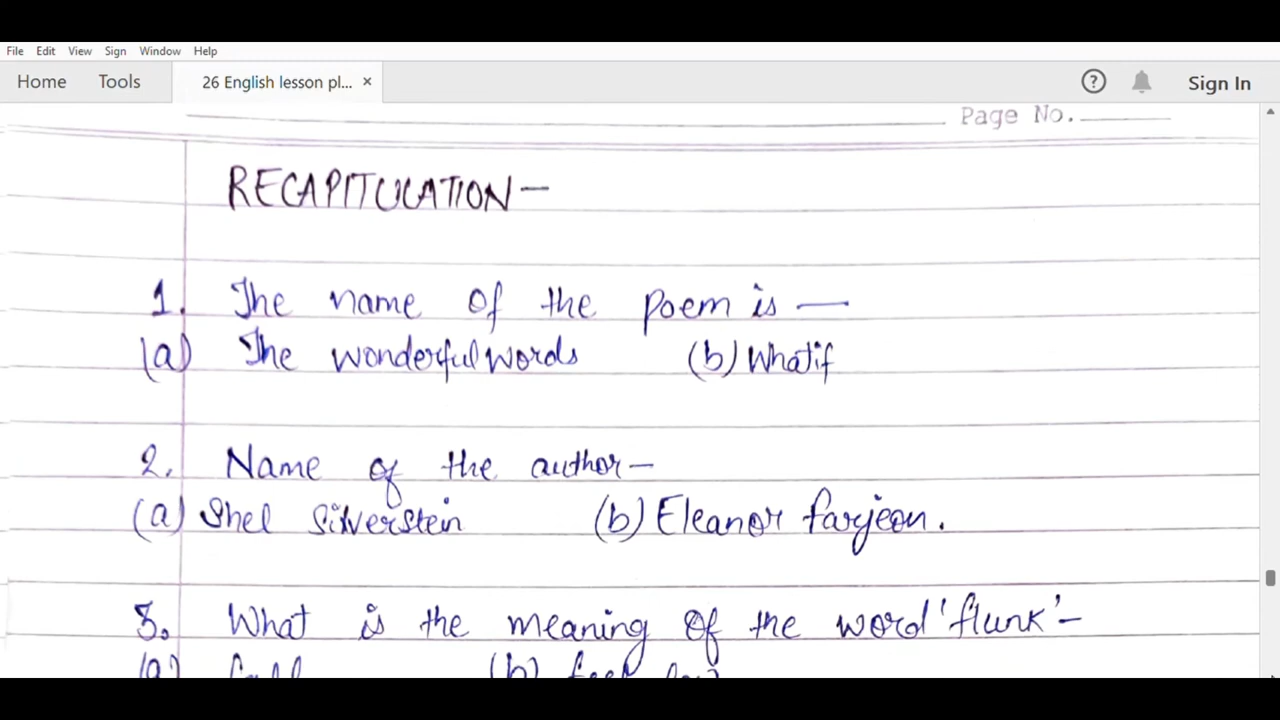 File Edit View Sign Window Help
Home Tools 26 English lesson pl... × ? Sign In
Page No.
RECAPITULATION —
1. The name of the poem is —
(a) The wonderful words (b) Whatif
2. Name of the author —
(a) Shel Silverstein (b) Eleanor farjeon.
3. What is the meaning of the word 'flunk' —
(a) (b)